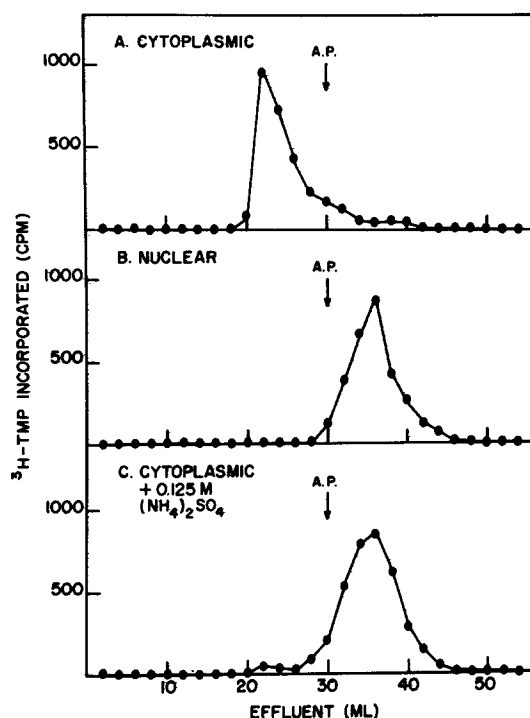 A. CYTOPLASMIC
A.P.
1000
500
B. NUCLEAR
A.P.
1000
500
C. CYTOPLASMIC
+ 0.125 M
(NH₄)₂SO₄
A.P.
1000
500
³H-TMP INCORPORATED (CPM)
10 20 30 40 50
EFFLUENT (ML)